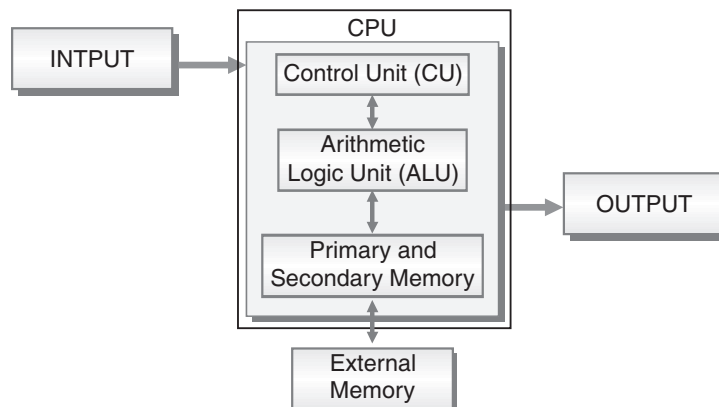 CPU
INTPUT
Control Unit (CU)
Arithmetic
Logic Unit (ALU)
OUTPUT
Primary and
Secondary Memory
External
Memory